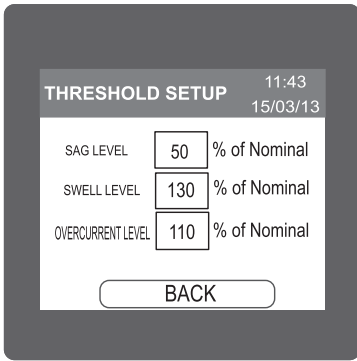 THRESHOLD SETUP 11:43
15/03/13
SAG LEVEL 50 % of Nominal
SWELL LEVEL 130 % of Nominal
OVERCURRENT LEVEL 110 % of Nominal
BACK